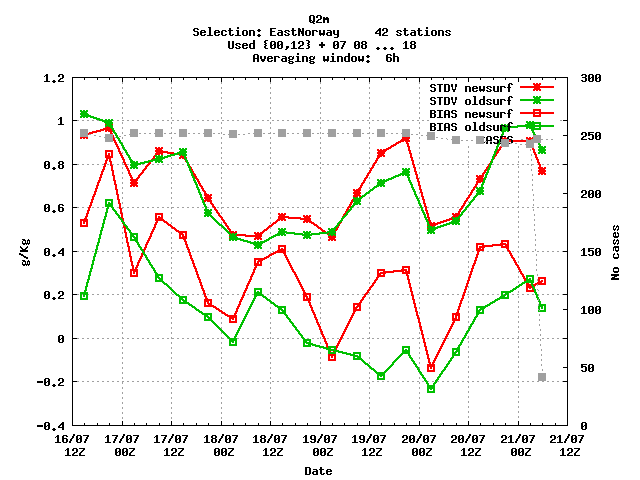 Q2m
Selection: EastNorway 42 stations
Used {00,12} + 07 08 ... 18
Averaging window: 6h
1.2
1
0.8
0.6
0.4
0.2
0
-0.2
-0.4
g/Kg
STDV newsurf
STDV oldsurf
BIAS newsurf
BIAS oldsurf
300
250
200
150
100
50
0
No cases
16/07 12Z
17/07 00Z
17/07 12Z
18/07 00Z
18/07 12Z
19/07 00Z
19/07 12Z
20/07 00Z
20/07 12Z
21/07 00Z
21/07 12Z
Date